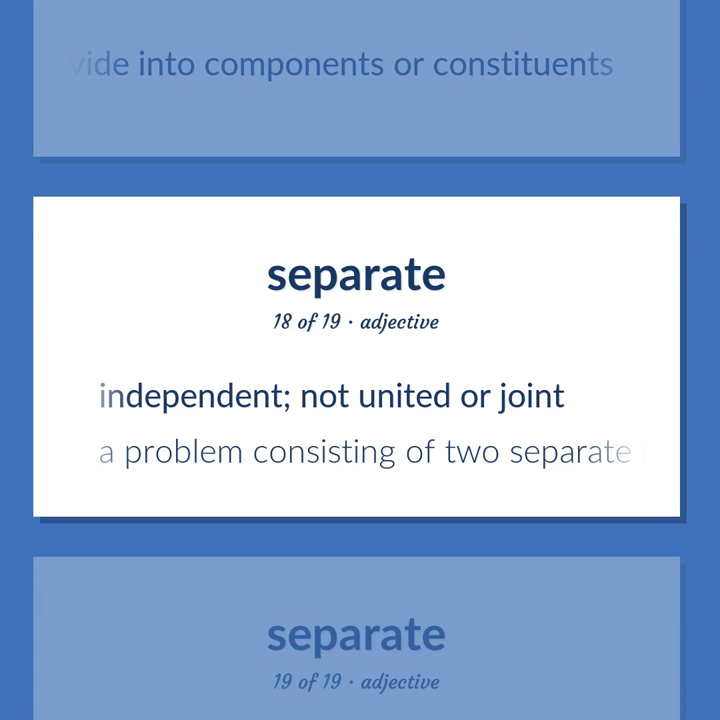 vide into components or constituents
separate
18 of 19 · adjective
independent; not united or joint
a problem consisting of two separate
separate
19 of 19 · adjective